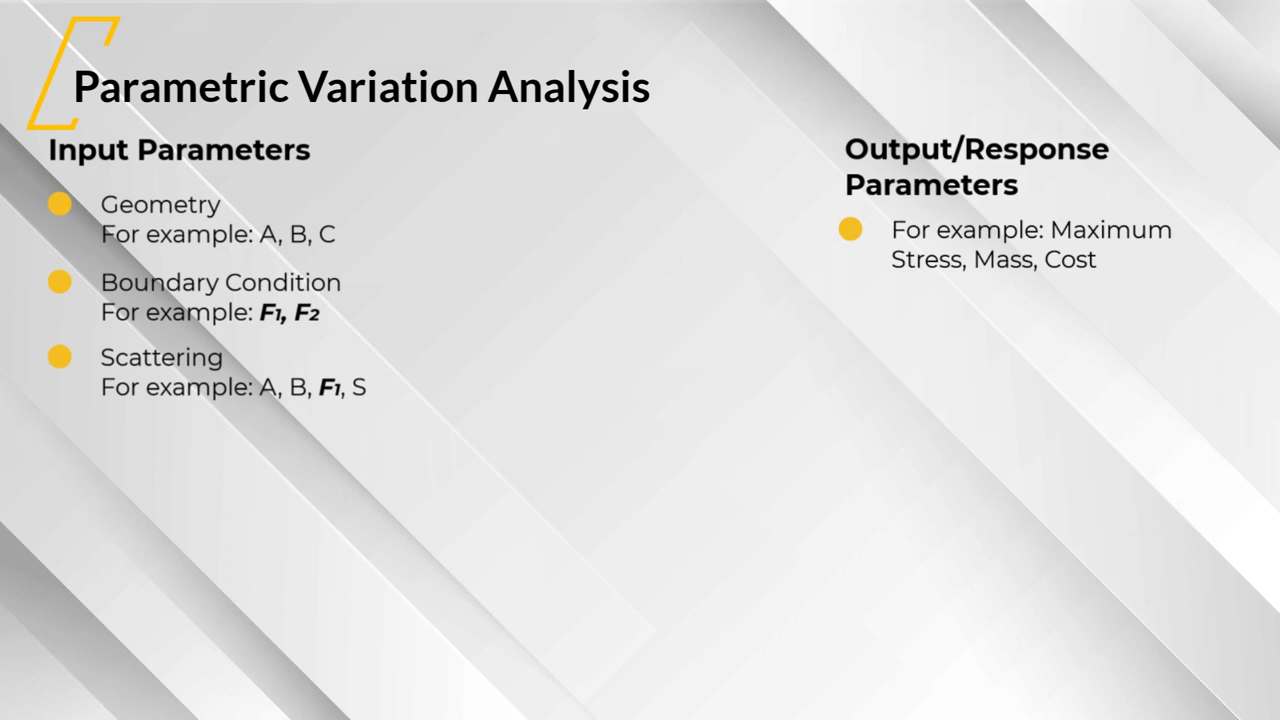 Parametric Variation Analysis
Input Parameters
Geometry
For example: A, B, C
Boundary Condition
For example: F₁, F₂
Scattering
For example: A, B, F₁, S
Output/Response
Parameters
For example: Maximum
Stress, Mass, Cost